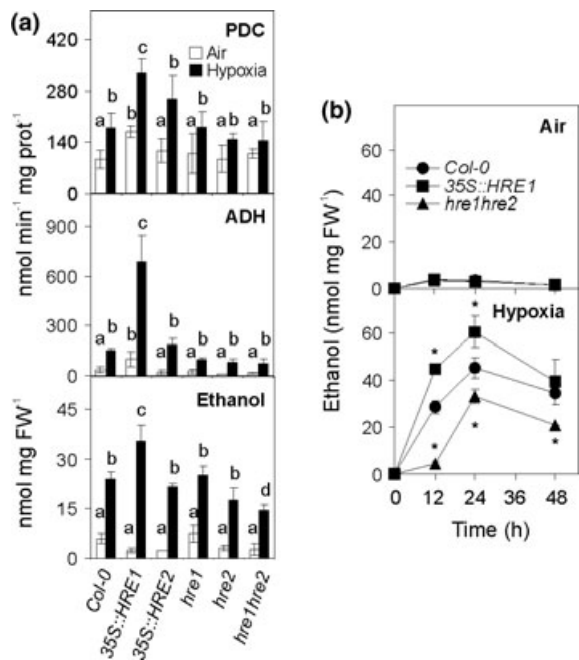 (a)
PDC
Air
Hypoxia
420
280
140
0
a b b c a b a b a b a b
ADH
900
600
300
0
a b a c a b a b a b a b
Ethanol
45
30
15
0
a b a c a b a b a b a d
nmol min⁻¹ mg prot⁻¹
nmol mg FW⁻¹
Col-0
35S::HRE1
35S::HRE2
hre1
hre2
hre1hre2
(b)
Air
Col-0
35S::HRE1
hre1hre2
60
40
20
0
Hypoxia
60
40
20
0
* * * * *
Ethanol (nmol mg FW⁻¹)
0 12 24 36 48
Time (h)